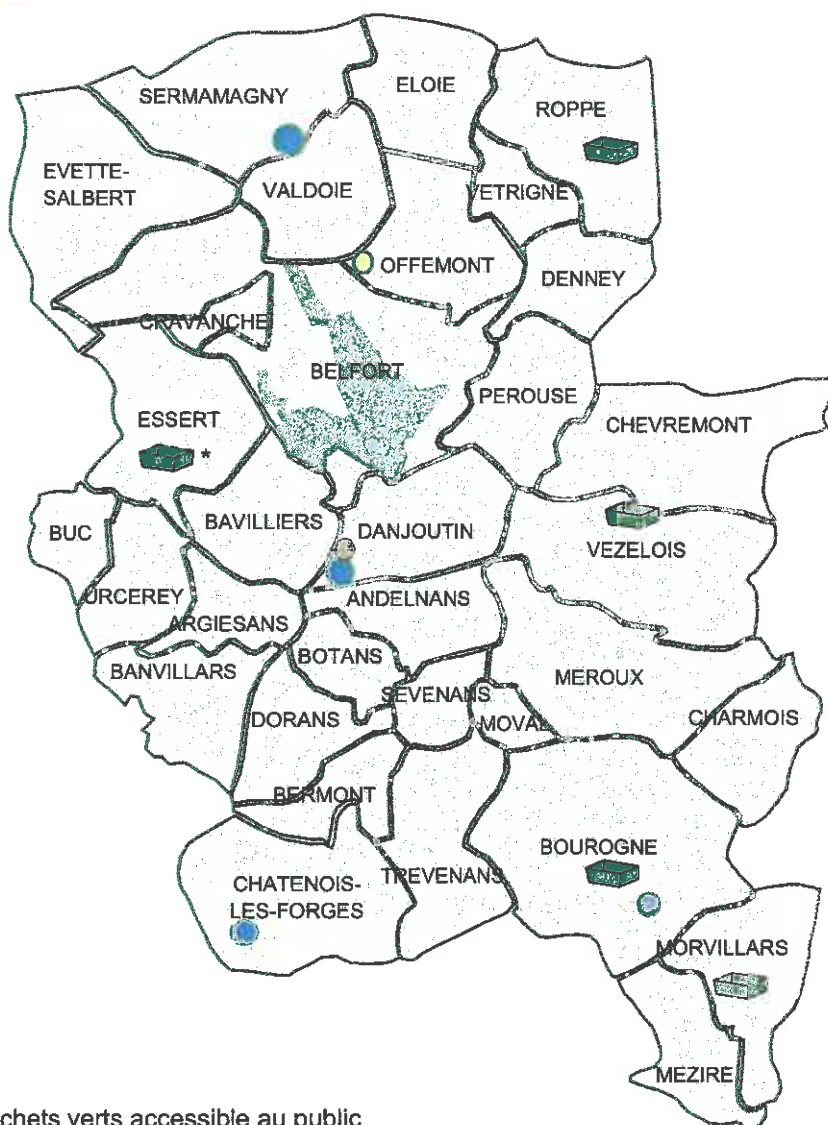 SERMAMAGNY
ELOIE
ROPPE
EVETTE-
SALBERT
VALDOIE
VETRIGNE
OFFEMONT
DENNEY
CRAVANCHE
BELFORT
PEROUSE
ESSERT
*
CHEVREMONT
BUC
BAVILLIERS
DANJOUTIN
VEZELOIS
URCEREY
ARGIESANS
ANDELNANS
BANVILLARS
BOTANS
SEVENANS
MEROUX
DORANS
MOVAL
CHARMOIS
BERMONT
BOUROGNE
CHATENOIS-
LES-FORGES
TREVENANS
MORVILLARS
MEZIRE
chets verts accessible au public